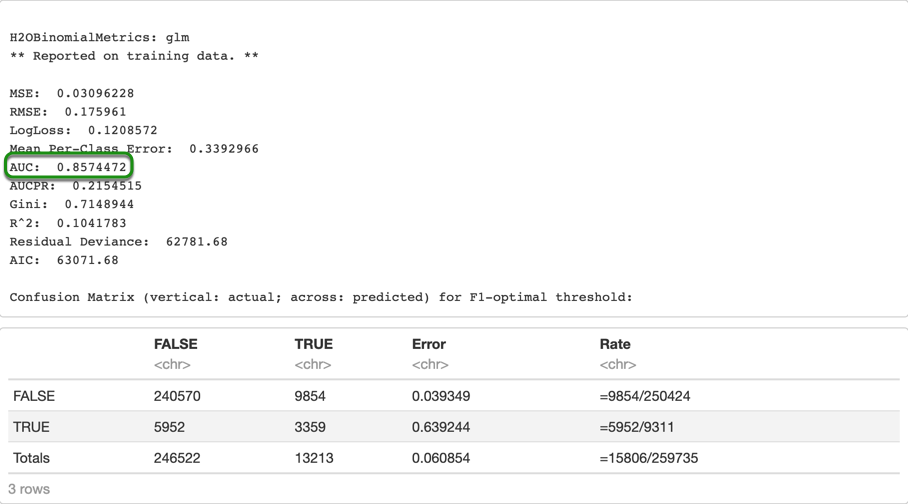 H2OBinomialMetrics: glm
** Reported on training data. **
MSE:  0.03096228
RMSE:  0.175961
LogLoss:  0.1208572
Mean Per-Class Error:  0.3392966
AUC:  0.8574472
AUCPR:  0.2154515
Gini:  0.7148944
R^2:  0.1041783
Residual Deviance:  62781.68
AIC:  63071.68
Confusion Matrix (vertical: actual; across: predicted) for F1-optimal threshold:
FALSE TRUE Error Rate
<chr> <chr> <chr> <chr>
FALSE 240570 9854 0.039349 =9854/250424
TRUE 5952 3359 0.639244 =5952/9311
Totals 246522 13213 0.060854 =15806/259735
3 rows